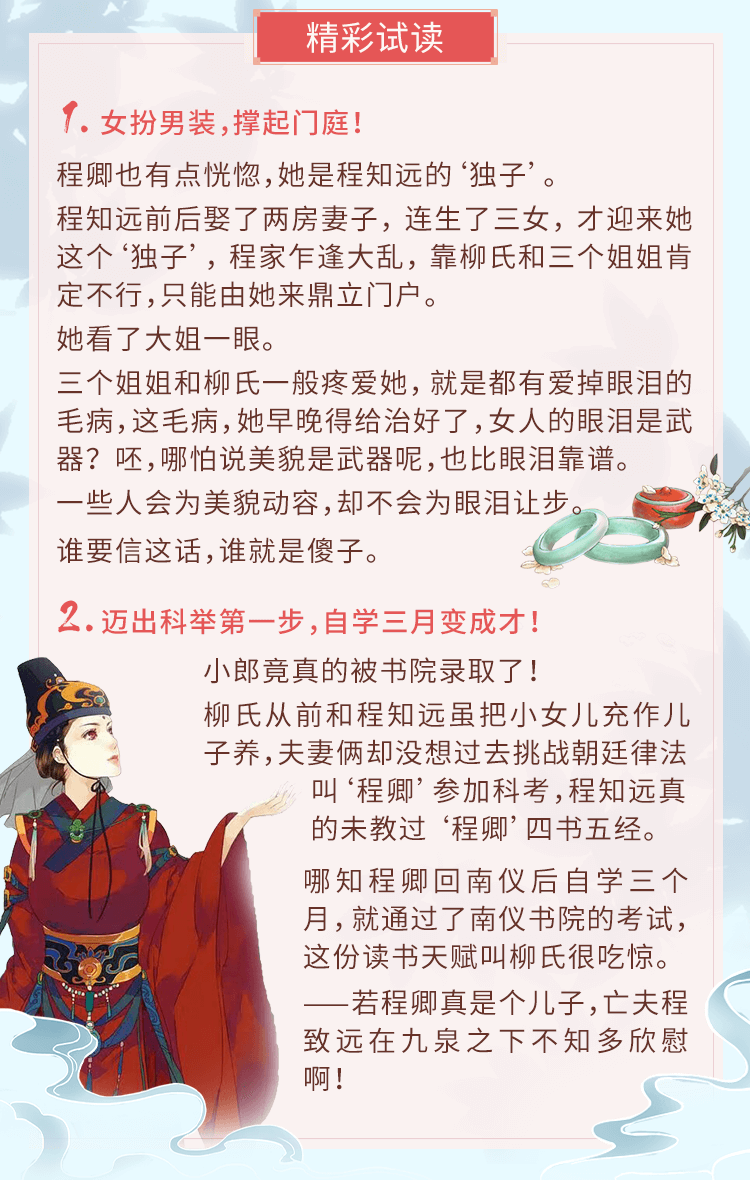 精彩试读
1. 女扮男装，撑起门庭！
程卿也有点恍惚，她是程知远的‘独子’。
程知远前后娶了两房妻子，连生了三女，才迎来她
这个‘独子’，程家乍逢大乱，靠柳氏和三个姐姐肯
定不行，只能由她来鼎立门户。
她看了大姐一眼。
三个姐姐和柳氏一般疼爱她，就是都有爱掉眼泪的
毛病，这毛病，她早晚得给治好了，女人的眼泪是武
器？呸，哪怕说美貌是武器呢，也比眼泪靠谱。
一些人会为美貌动容，却不会为眼泪让步。
谁要信这话，谁就是傻子。
2. 迈出科举第一步，自学三月变成才！
小郎竟真的被书院录取了！
柳氏从前和程知远虽把小女儿充作儿
子养，夫妻俩却没想过去挑战朝廷律法
叫‘程卿’参加科考，程知远真
的未教过‘程卿’四书五经。
哪知程卿回南仪后自学三个
月，就通过了南仪书院的考试，
这份读书天赋叫柳氏很吃惊。
——若程卿真是个儿子，亡夫程
致远在九泉之下不知多欣慰
啊！